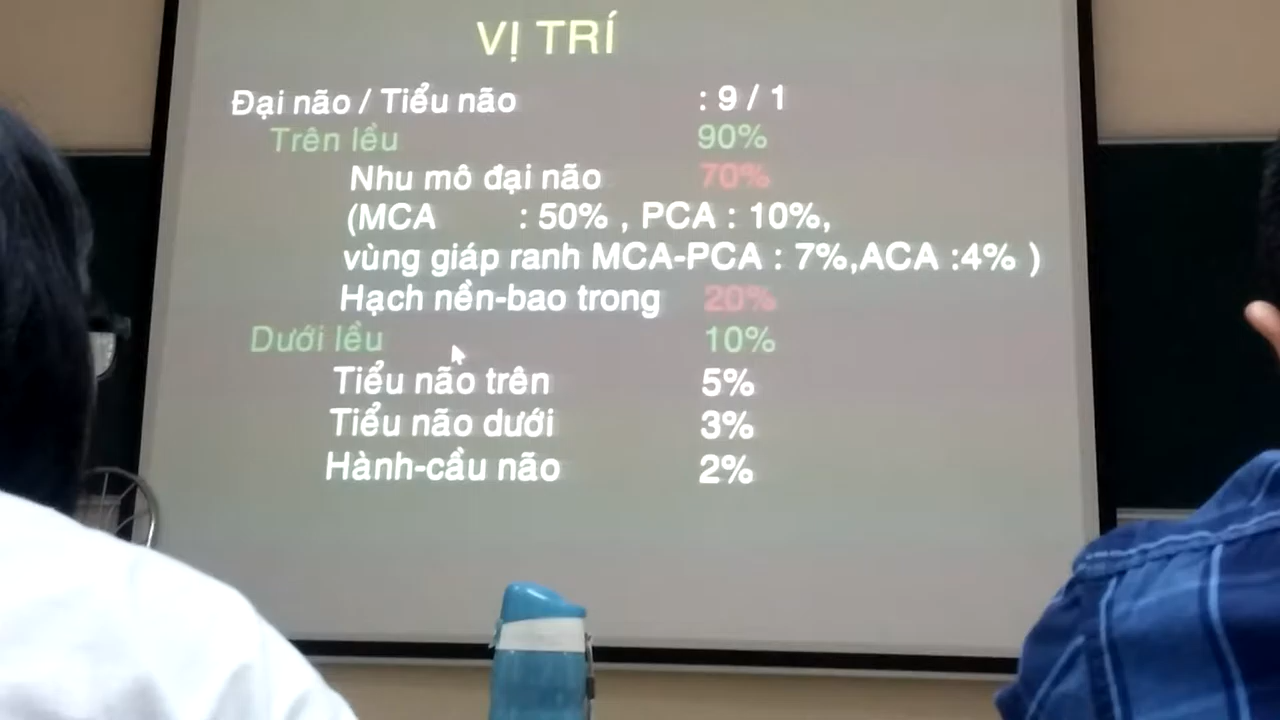 VỊ TRÍ
Đại não / Tiểu não : 9 / 1
Trên lều 90%
Nhu mô đại não 70%
(MCA : 50% , PCA : 10%,
vùng giáp ranh MCA-PCA : 7%,ACA :4% )
Hạch nền-bao trong 20%
Dưới lều 10%
Tiểu não trên 5%
Tiểu não dưới 3%
Hành-cầu não 2%